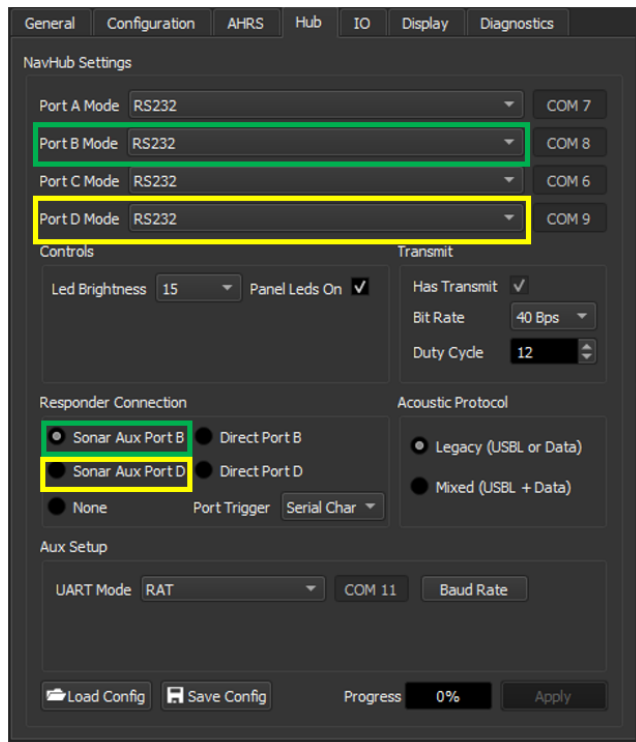 General Configuration AHRS Hub IO Display Diagnostics
NavHub Settings
Port A Mode RS232 COM 7
Port B Mode RS232 COM 8
Port C Mode RS232 COM 6
Port D Mode RS232 COM 9
Controls Transmit
Led Brightness 15 Panel Leds On Has Transmit
Bit Rate 40 Bps
Duty Cycle 12
Responder Connection Acoustic Protocol
Sonar Aux Port B Direct Port B
Legacy (USBL or Data)
Sonar Aux Port D Direct Port D
Mixed (USBL + Data)
None Port Trigger Serial Char
Aux Setup
UART Mode RAT COM 11 Baud Rate
Load Config Save Config Progress 0% Apply